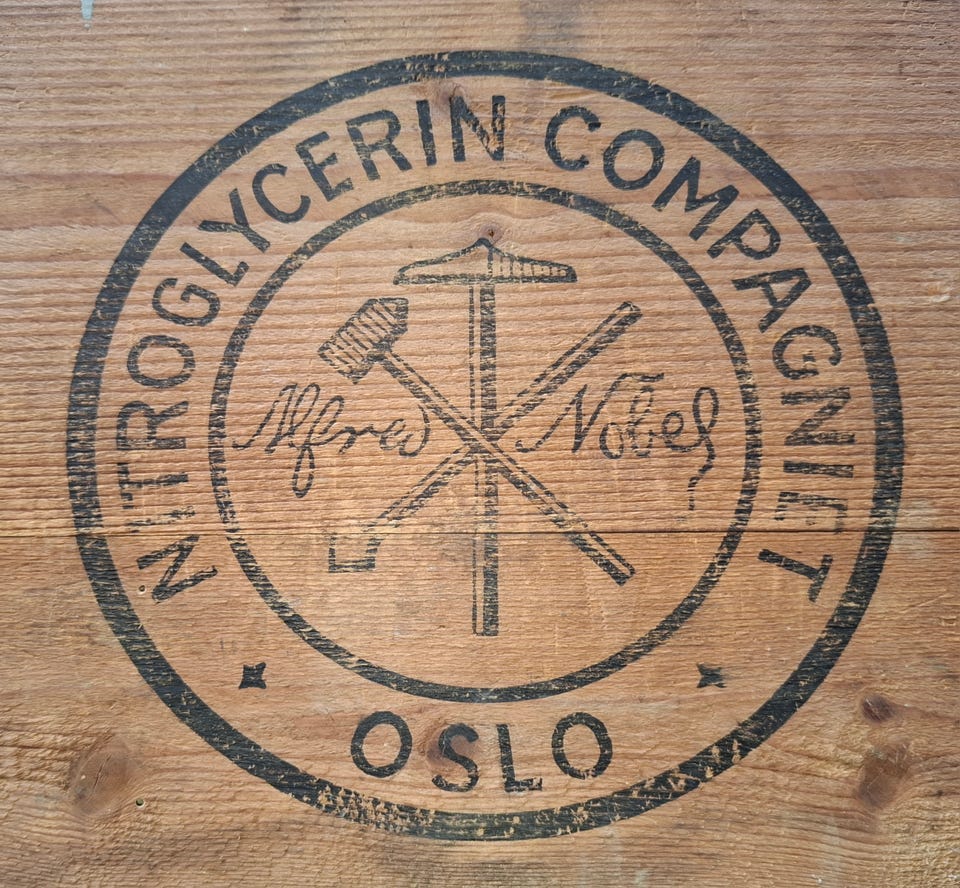 NITROGLYCERIN COMPAGNIET
Alfred Nobel
OSLO